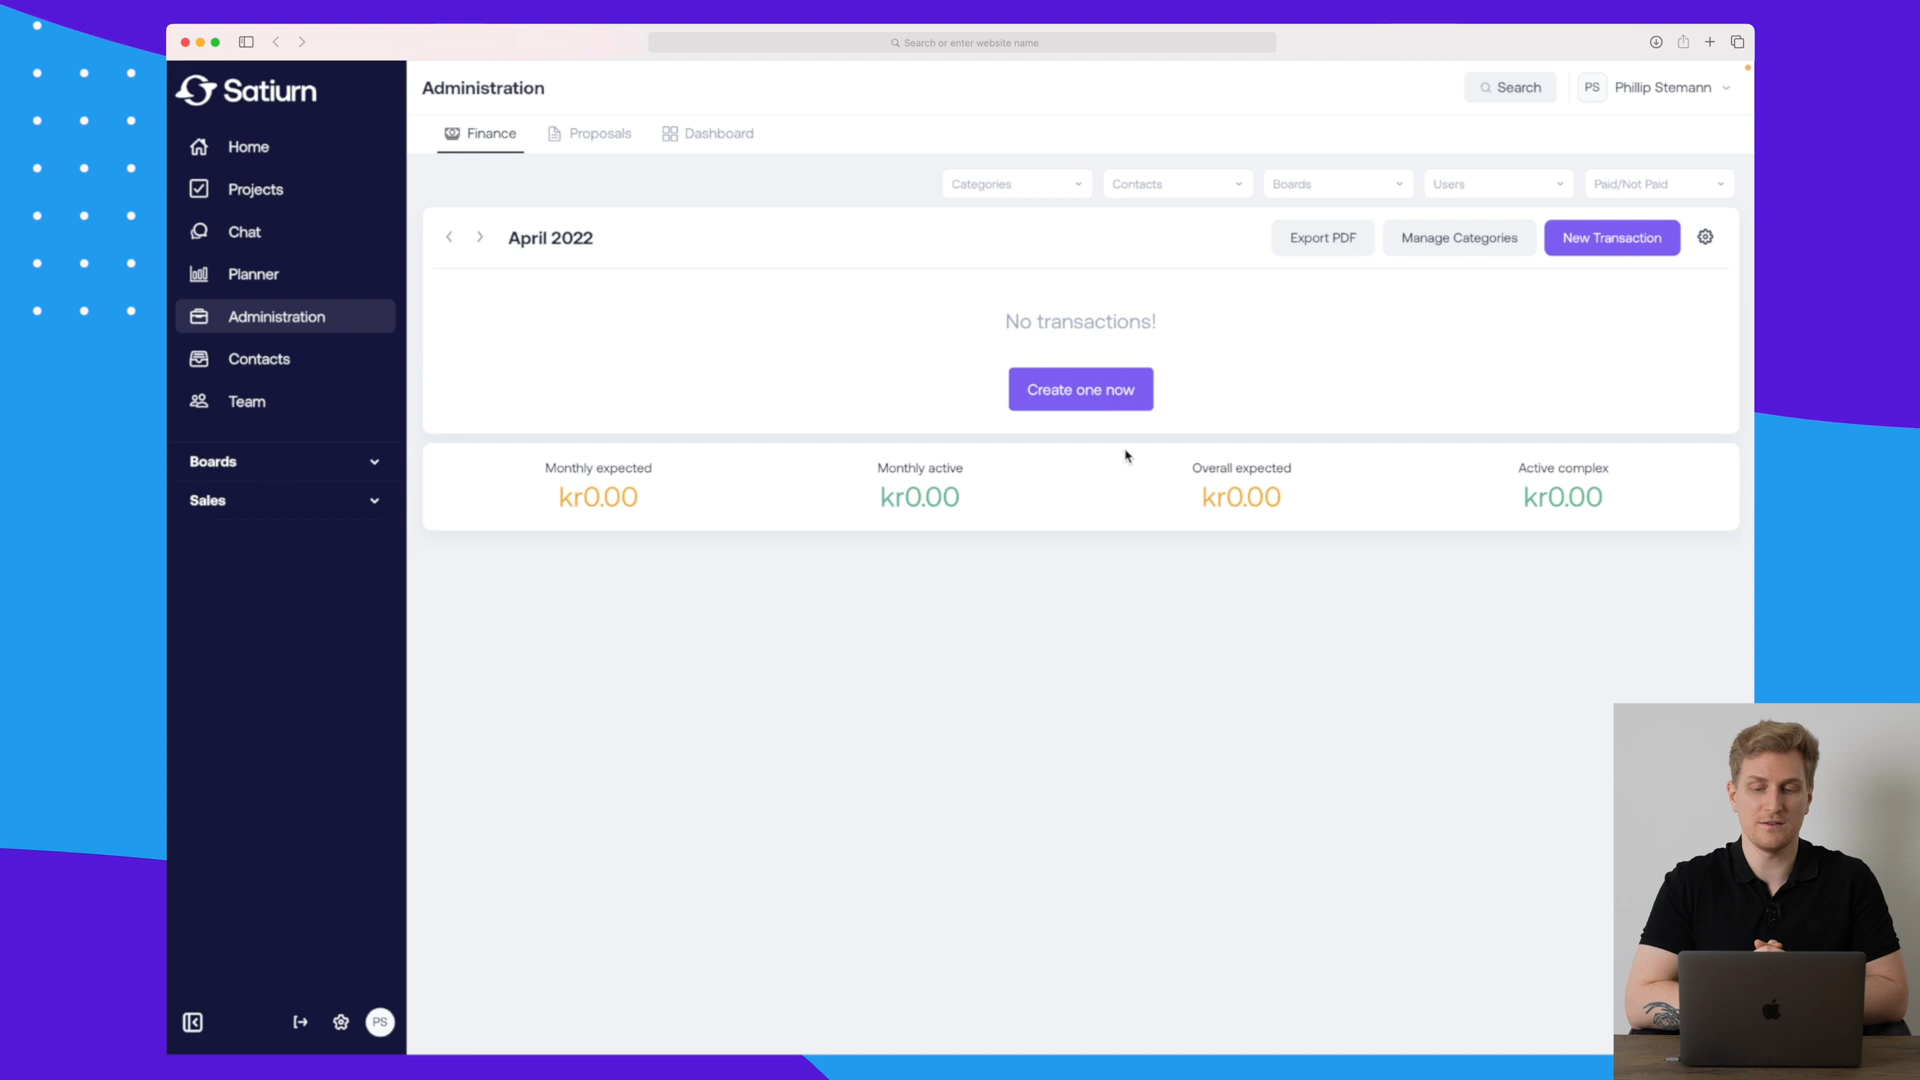 Search or enter website name
Satiurn
Administration
Search
PS
Phillip Stemann
Home
Projects
Chat
Planner
Administration
Contacts
Team
Boards
Sales
PS
Finance
Proposals
Dashboard
Categories
Contacts
Boards
Users
Paid/Not Paid
April 2022
Export PDF
Manage Categories
New Transaction
No transactions!
Create one now
Monthly expected
kr0.00
Monthly active
kr0.00
Overall expected
kr0.00
Active complex
kr0.00